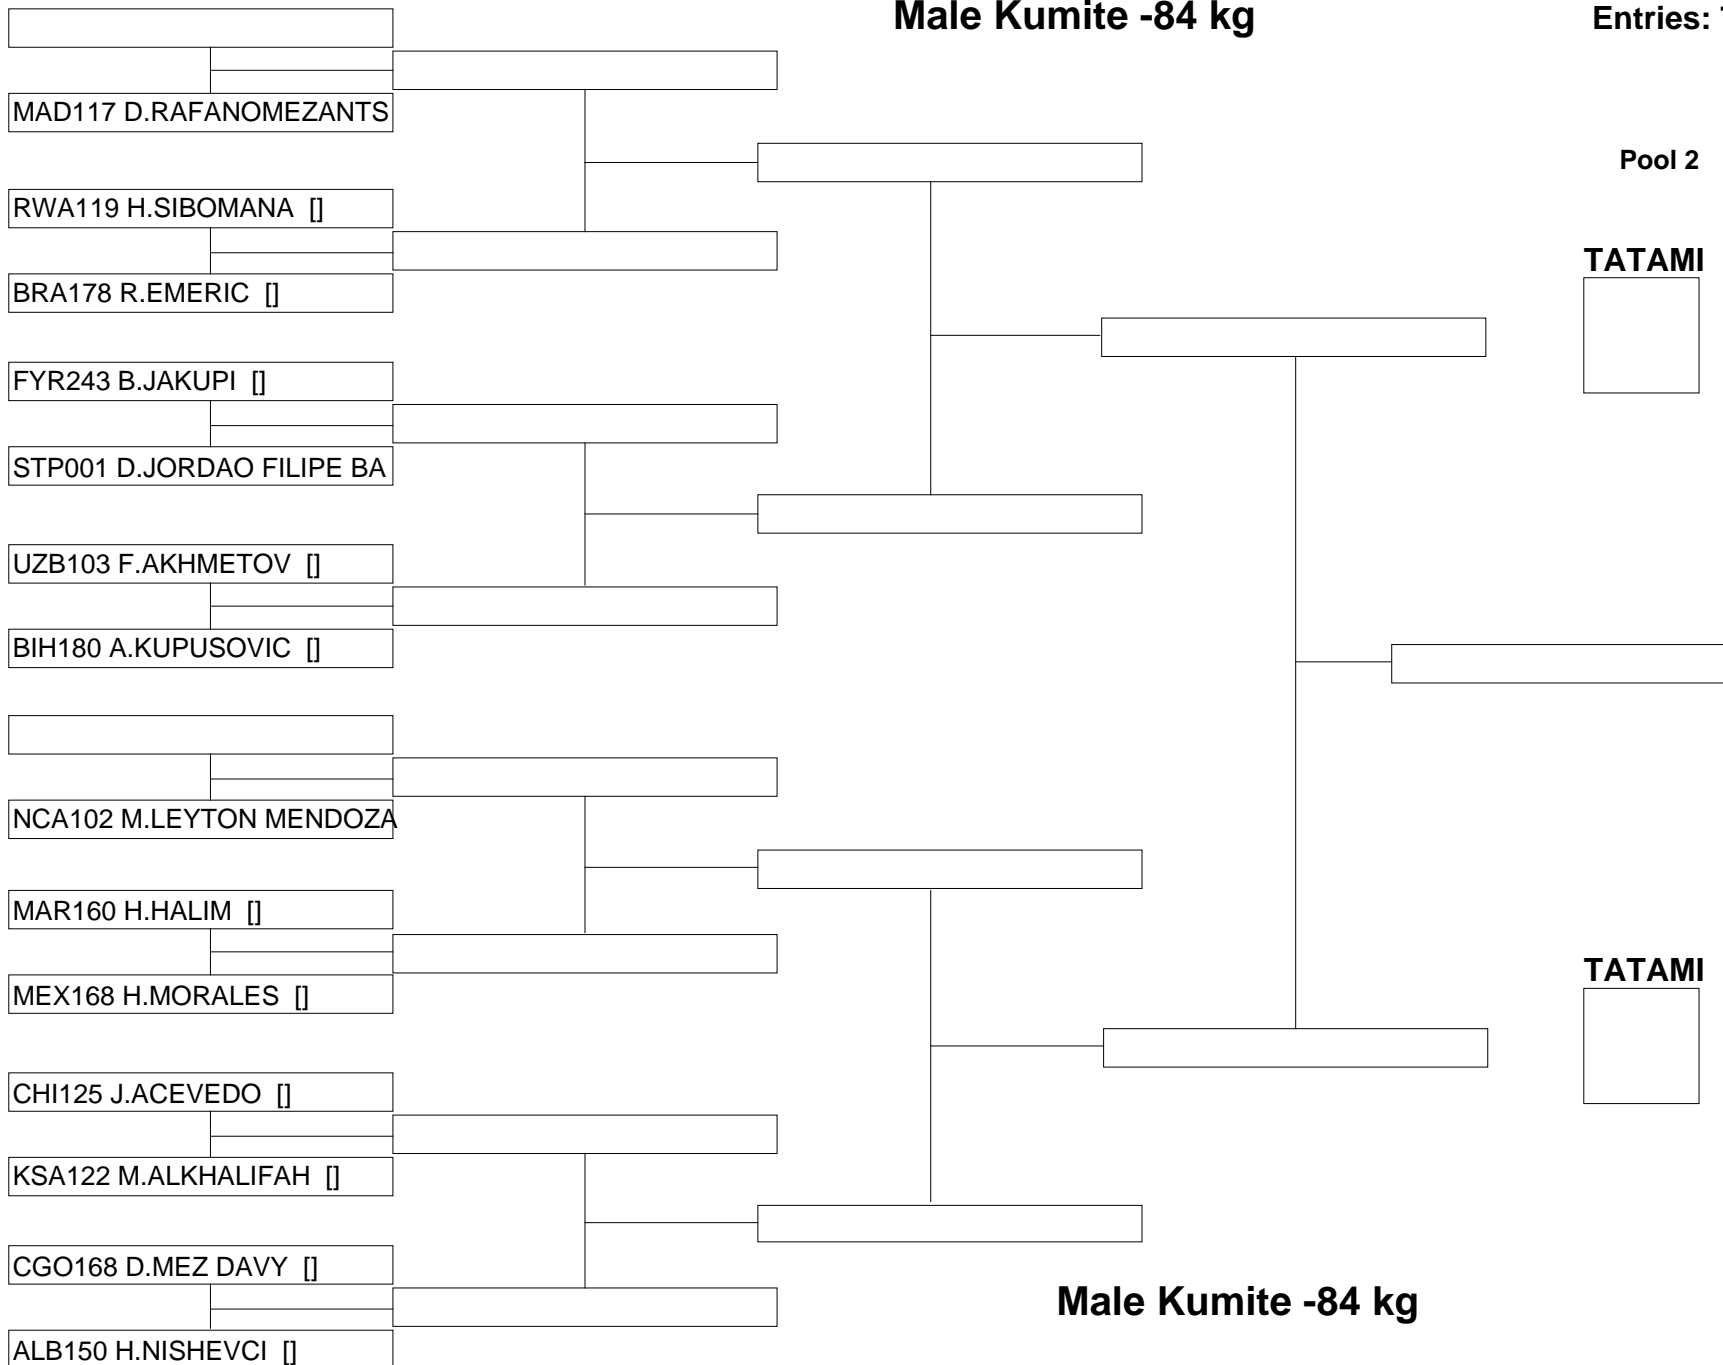 Male Kumite -84 kg
Entries:
MAD117 D.RAFANOMEZANTS
Pool 2
RWA119 H.SIBOMANA []
TATAMI
BRA178 R.EMERIC []
FYR243 B.JAKUPI []
STP001 D.JORDAO FILIPE BA
UZB103 F.AKHMETOV []
BIH180 A.KUPUSOVIC []
NCA102 M.LEYTON MENDOZA
MAR160 H.HALIM []
TATAMI
MEX168 H.MORALES []
CHI125 J.ACEVEDO []
KSA122 M.ALKHALIFAH []
CGO168 D.MEZ DAVY []
Male Kumite -84 kg
ALB150 H.NISHEVCI []